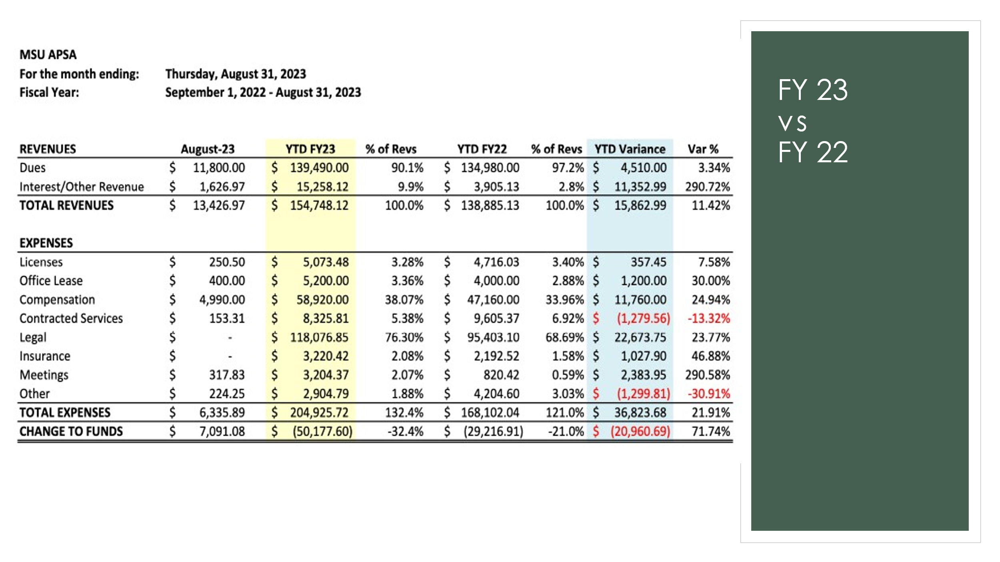 MSU APSA
For the month ending: Thursday, August 31, 2023
Fiscal Year: September 1, 2022 - August 31, 2023
REVENUES August-23 YTD FY23 % of Revs YTD FY22 % of Revs YTD Variance Var %
Dues $ 11,800.00 $ 139,490.00 90.1% $ 134,980.00 97.2% $ 4,510.00 3.34%
Interest/Other Revenue $ 1,626.97 $ 15,258.12 9.9% $ 3,905.13 2.8% $ 11,352.99 290.72%
TOTAL REVENUES $ 13,426.97 $ 154,748.12 100.0% $ 138,885.13 100.0% $ 15,862.99 11.42%
EXPENSES
Licenses $ 250.50 $ 5,073.48 3.28% $ 4,716.03 3.40% $ 357.45 7.58%
Office Lease $ 400.00 $ 5,200.00 3.36% $ 4,000.00 2.88% $ 1,200.00 30.00%
Compensation $ 4,990.00 $ 58,920.00 38.07% $ 47,160.00 33.96% $ 11,760.00 24.94%
Contracted Services $ 153.31 $ 8,325.81 5.38% $ 9,605.37 6.92% $ (1,279.56) -13.32%
Legal $ - $ 118,076.85 76.30% $ 95,403.10 68.69% $ 22,673.75 23.77%
Insurance $ - $ 3,220.42 2.08% $ 2,192.52 1.58% $ 1,027.90 46.88%
Meetings $ 317.83 $ 3,204.37 2.07% $ 820.42 0.59% $ 2,383.95 290.58%
Other $ 224.25 $ 2,904.79 1.88% $ 4,204.60 3.03% $ (1,299.81) -30.91%
TOTAL EXPENSES $ 6,335.89 $ 204,925.72 132.4% $ 168,102.04 121.0% $ 36,823.68 21.91%
CHANGE TO FUNDS $ 7,091.08 $ (50,177.60) -32.4% $ (29,216.91) -21.0% $ (20,960.69) 71.74%
FY 23
vs
FY 22